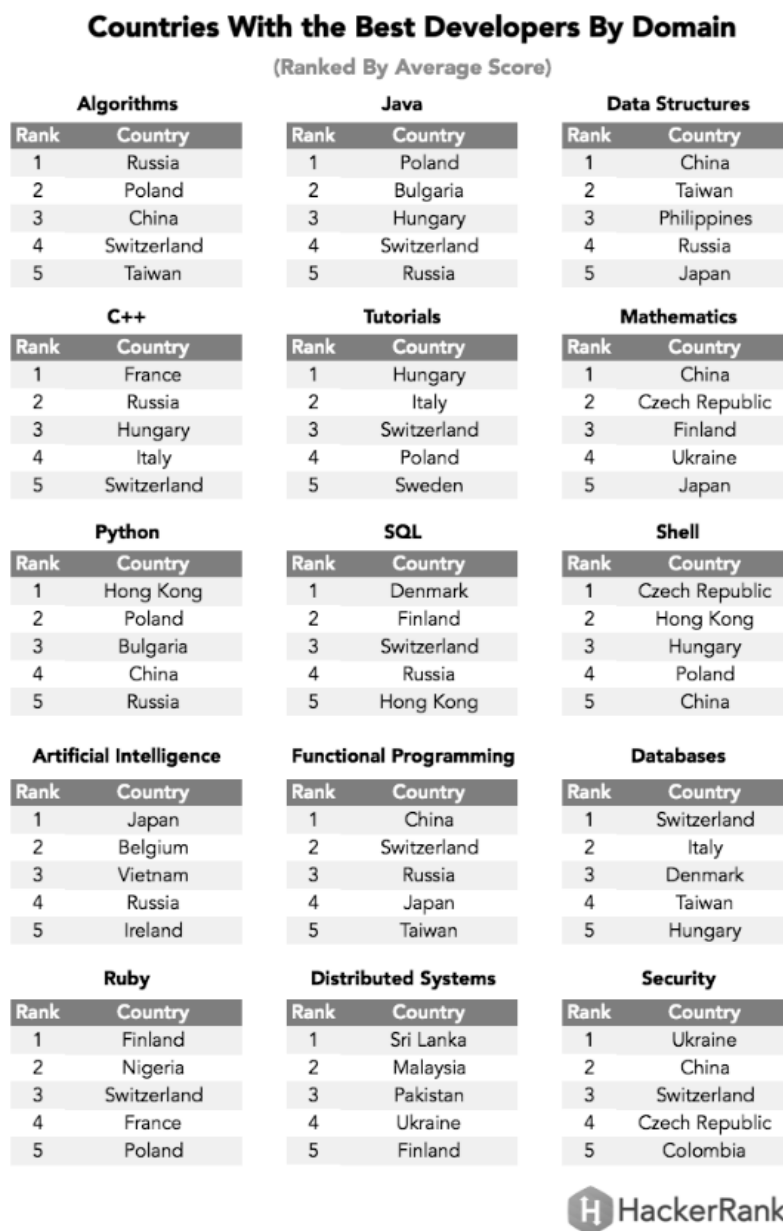 Countries With the Best Developers By Domain
(Ranked By Average Score)
Algorithms
Rank Country
1 Russia
2 Poland
3 China
4 Switzerland
5 Taiwan
Java
Rank Country
1 Poland
2 Bulgaria
3 Hungary
4 Switzerland
5 Russia
Data Structures
Rank Country
1 China
2 Taiwan
3 Philippines
4 Russia
5 Japan
C++
Rank Country
1 France
2 Russia
3 Hungary
4 Italy
5 Switzerland
Tutorials
Rank Country
1 Hungary
2 Italy
3 Switzerland
4 Poland
5 Sweden
Mathematics
Rank Country
1 China
2 Czech Republic
3 Finland
4 Ukraine
5 Japan
Python
Rank Country
1 Hong Kong
2 Poland
3 Bulgaria
4 China
5 Russia
SQL
Rank Country
1 Denmark
2 Finland
3 Switzerland
4 Russia
5 Hong Kong
Shell
Rank Country
1 Czech Republic
2 Hong Kong
3 Hungary
4 Poland
5 China
Artificial Intelligence
Rank Country
1 Japan
2 Belgium
3 Vietnam
4 Russia
5 Ireland
Functional Programming
Rank Country
1 China
2 Switzerland
3 Russia
4 Japan
5 Taiwan
Databases
Rank Country
1 Switzerland
2 Italy
3 Denmark
4 Taiwan
5 Hungary
Ruby
Rank Country
1 Finland
2 Nigeria
3 Switzerland
4 France
5 Poland
Distributed Systems
Rank Country
1 Sri Lanka
2 Malaysia
3 Pakistan
4 Ukraine
5 Finland
Security
Rank Country
1 Ukraine
2 China
3 Switzerland
4 Czech Republic
5 Colombia
H HackerRank